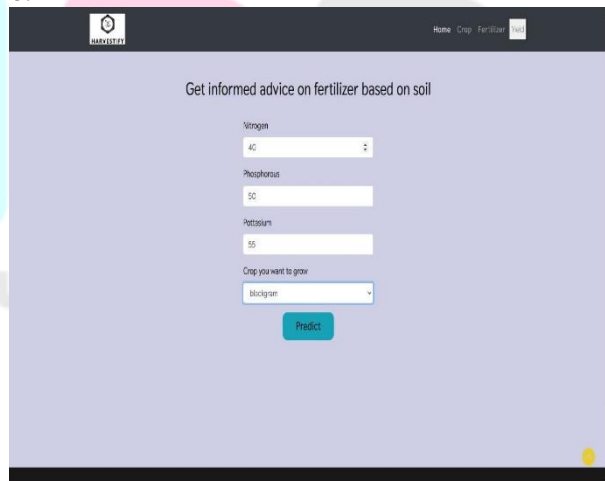 HARVESTIFY
Home Crop Fertilizer Yield
Get informed advice on fertilizer based on soil
Nitrogen
40
Phosphorous
50
Pottasium
55
Crop you want to grow
blackgram
Predict